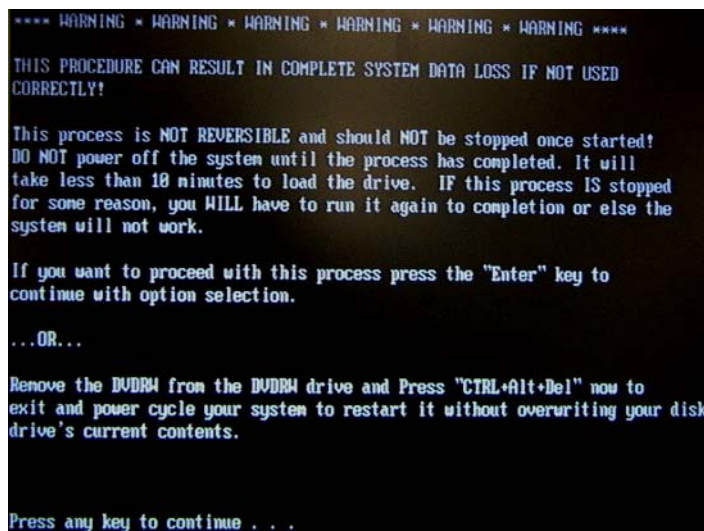 **** WARNING * WARNING * WARNING * WARNING * WARNING ****
THIS PROCEDURE CAN RESULT IN COMPLETE SYSTEM DATA LOSS IF NOT USED
CORRECTLY!
This process is NOT REVERSIBLE and should NOT be stopped once started!
DO NOT power off the system until the process has completed. It will
take less than 10 minutes to load the drive. IF this process IS stopped
for some reason, you WILL have to run it again to completion or else the
system will not work.
If you want to proceed with this process press the "Enter" key to
continue with option selection.
...OR...
Remove the DVDRW from the DVDRW drive and Press "CTRL+Alt+Del" now to
exit and power cycle your system to restart it without overwriting your disk
drive's current contents.
Press any key to continue . . .